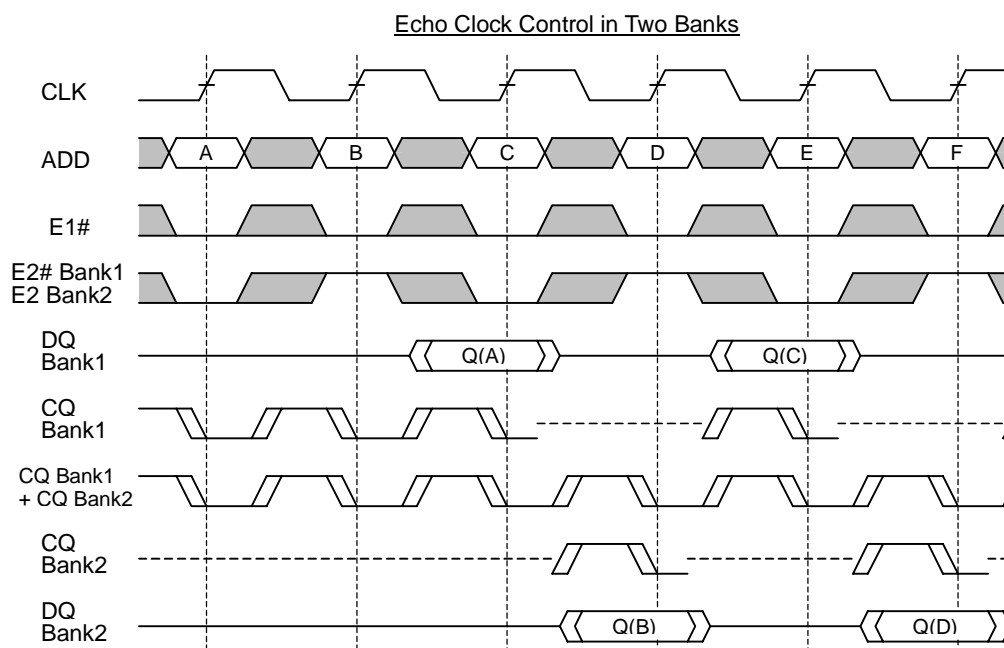 Echo Clock Control in Two Banks
CLK
ADD
A B C D E F
E1#
E2# Bank1
E2 Bank2
DQ
Bank1
Q(A) Q(C)
CQ
Bank1
CQ Bank1
+ CQ Bank2
CQ
Bank2
DQ
Bank2
Q(B) Q(D)